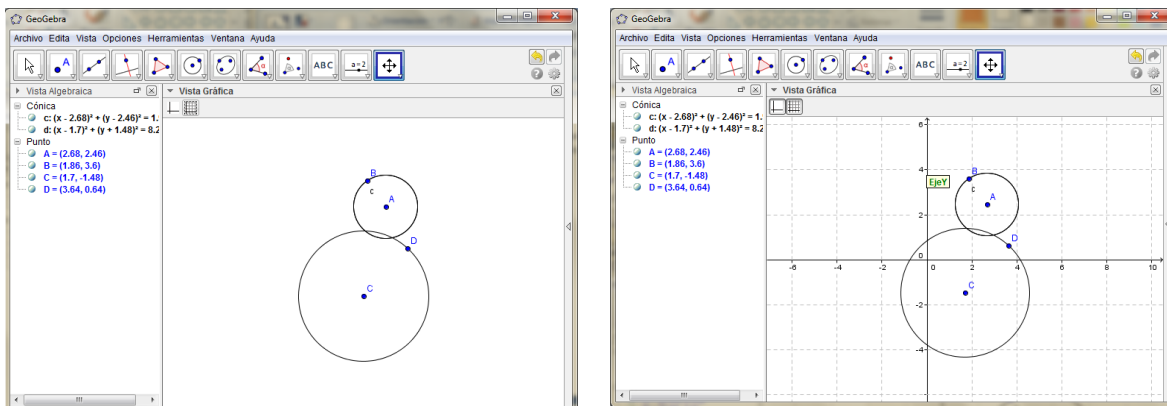 GeoGebra
Archivo Edita Vista Opciones Herramientas Ventana Ayuda
A
ABC
a=2
Vista Algebraica
Vista Gráfica
Cónica
c: (x - 2.68)² + (y - 2.46)² = 1.
d: (x - 1.7)² + (y + 1.48)² = 8.2
Punto
A = (2.68, 2.46)
B = (1.86, 3.6)
C = (1.7, -1.48)
D = (3.64, 0.64)
B
c
A
D
C
GeoGebra
Archivo Edita Vista Opciones Herramientas Ventana Ayuda
A
ABC
a=2
Vista Algebraica
Vista Gráfica
Cónica
c: (x - 2.68)² + (y - 2.46)² = 1.
d: (x - 1.7)² + (y + 1.48)² = 8.2
Punto
A = (2.68, 2.46)
B = (1.86, 3.6)
C = (1.7, -1.48)
D = (3.64, 0.64)
6
4
B
EjeY
c
A
2
D
0
-6 -4 -2 0 2 4 6 8 10
C
-2
-4